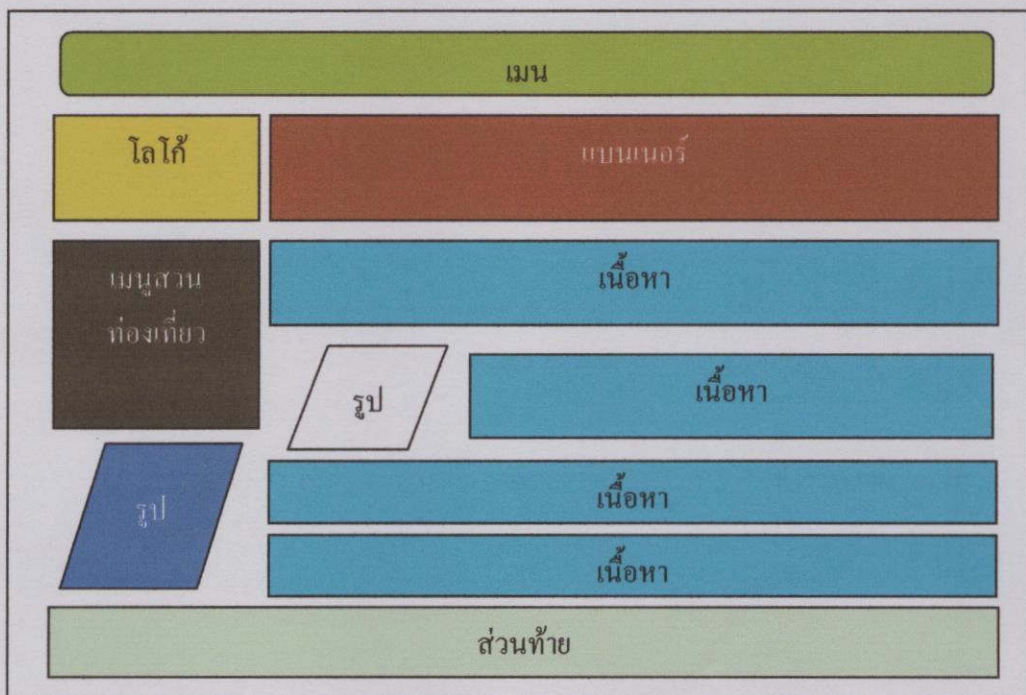 เมน
โลโก้
แบนเนอร์
เมนูสวน
ท่องเที่ยว
เนื้อหา
รูป
เนื้อหา
รูป
เนื้อหา
เนื้อหา
ส่วนท้าย